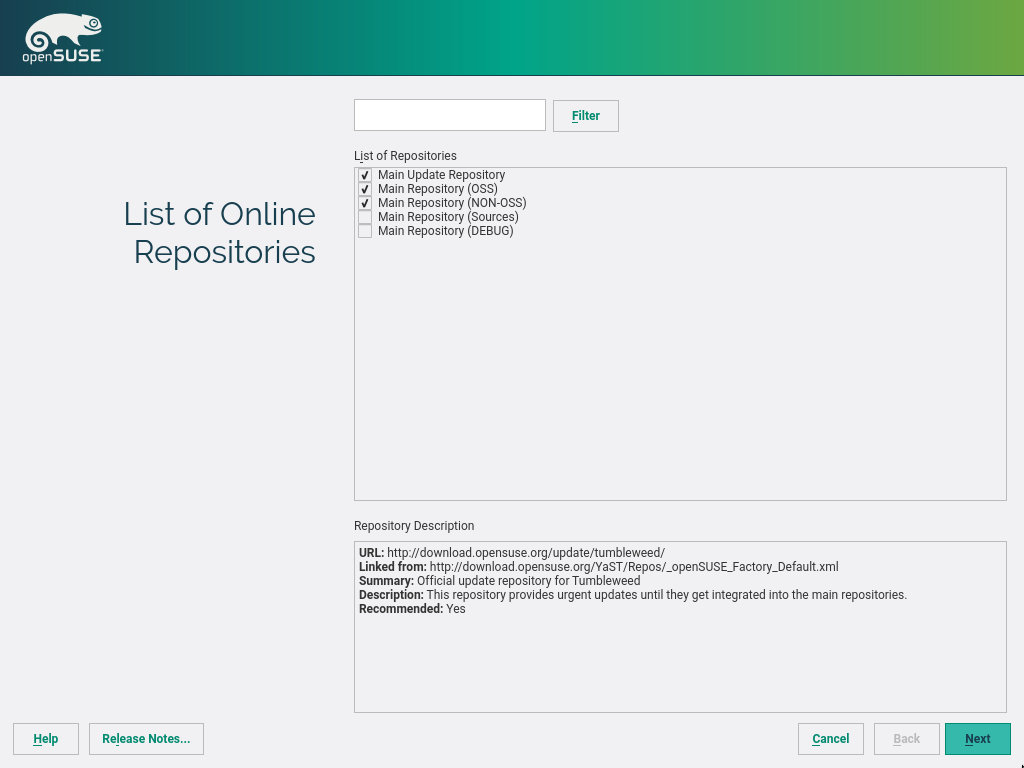 openSUSE
Filter
List of Repositories
Main Update Repository
Main Repository (OSS)
Main Repository (NON-OSS)
Main Repository (Sources)
Main Repository (DEBUG)
List of Online
Repositories
Repository Description
URL: http://download.opensuse.org/update/tumbleweed/
Linked from: http://download.opensuse.org/YaST/Repos/_openSUSE_Factory_Default.xml
Summary: Official update repository for Tumbleweed
Description: This repository provides urgent updates until they get integrated into the main repositories.
Recommended: Yes
Help
Release Notes...
Cancel
Back
Next